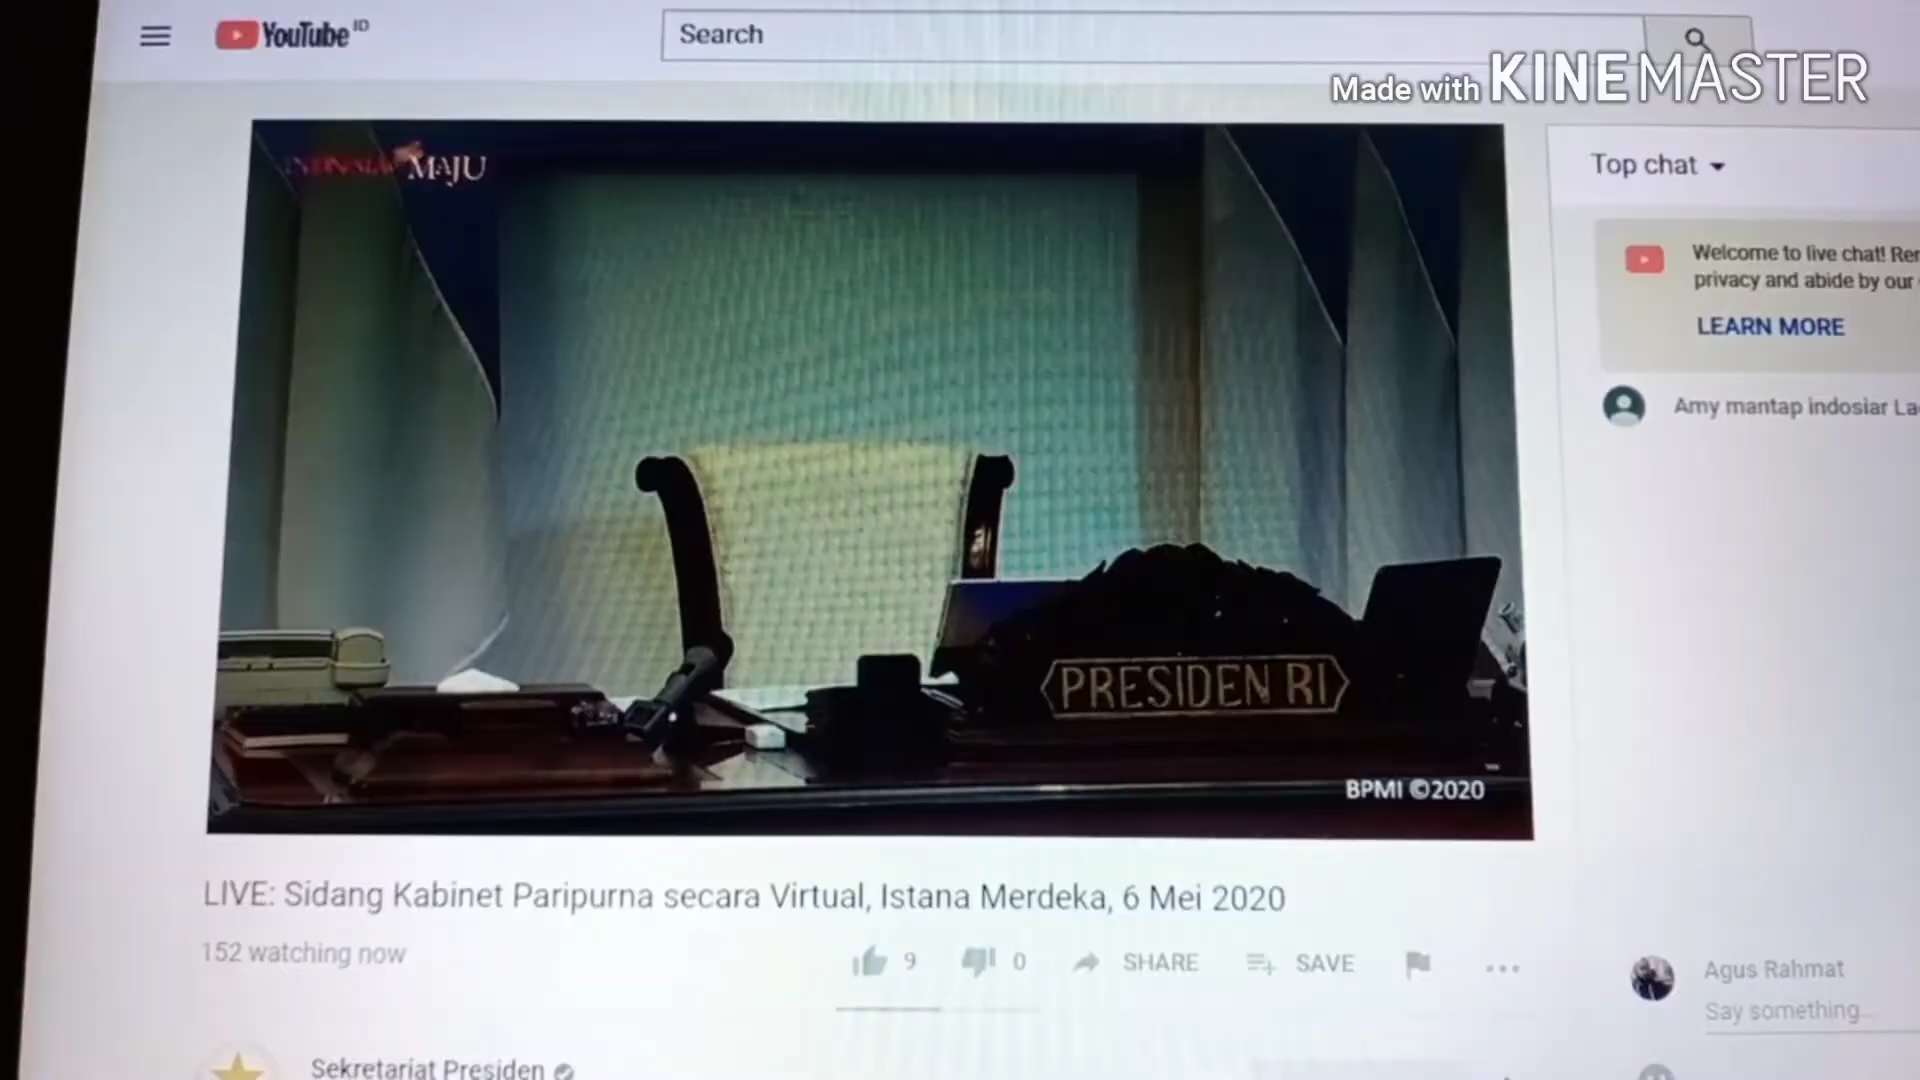 YouTube ID
Search
Made with KINEMASTER
INDONESIA MAJU
Top chat
Welcome to live chat! Rem
privacy and abide by our
LEARN MORE
Amy mantap indosiar La
PRESIDEN RI
BPMI ©2020
LIVE: Sidang Kabinet Paripurna secara Virtual, Istana Merdeka, 6 Mei 2020
152 watching now
9
0
SHARE
SAVE
Agus Rahmat
Say something...
Sekretariat Presiden